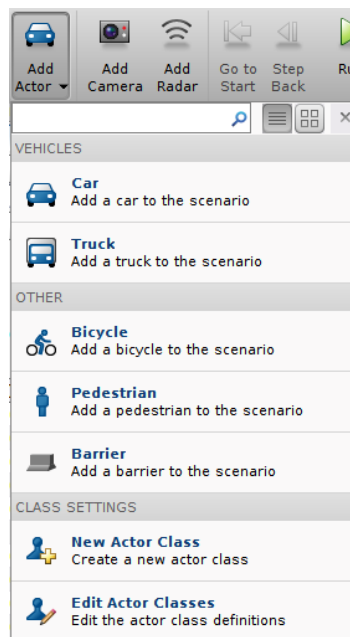 Add Add Add Go to Step
Actor Camera Radar Start Back
VEHICLES
Car
Add a car to the scenario
Truck
Add a truck to the scenario
OTHER
Bicycle
Add a bicycle to the scenario
Pedestrian
Add a pedestrian to the scenario
Barrier
Add a barrier to the scenario
CLASS SETTINGS
New Actor Class
Create a new actor class
Edit Actor Classes
Edit the actor class definitions